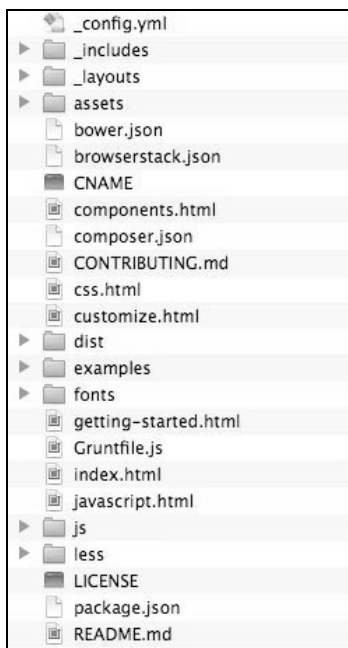 _config.yml
_includes
_layouts
assets
bower.json
browserstack.json
CNAME
components.html
composer.json
CONTRIBUTING.md
css.html
customize.html
dist
examples
fonts
getting-started.html
Gruntfile.js
index.html
javascript.html
js
less
LICENSE
package.json
README.md